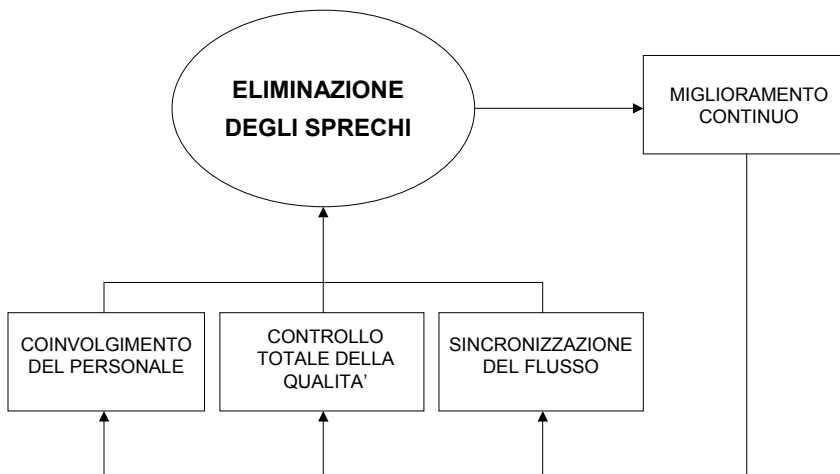 ELIMINAZIONE
DEGLI SPRECHI
MIGLIORAMENTO
CONTINUO
COINVOLGIMENTO
DEL PERSONALE
CONTROLLO
TOTALE DELLA
QUALITA’
SINCRONIZZAZIONE
DEL FLUSSO